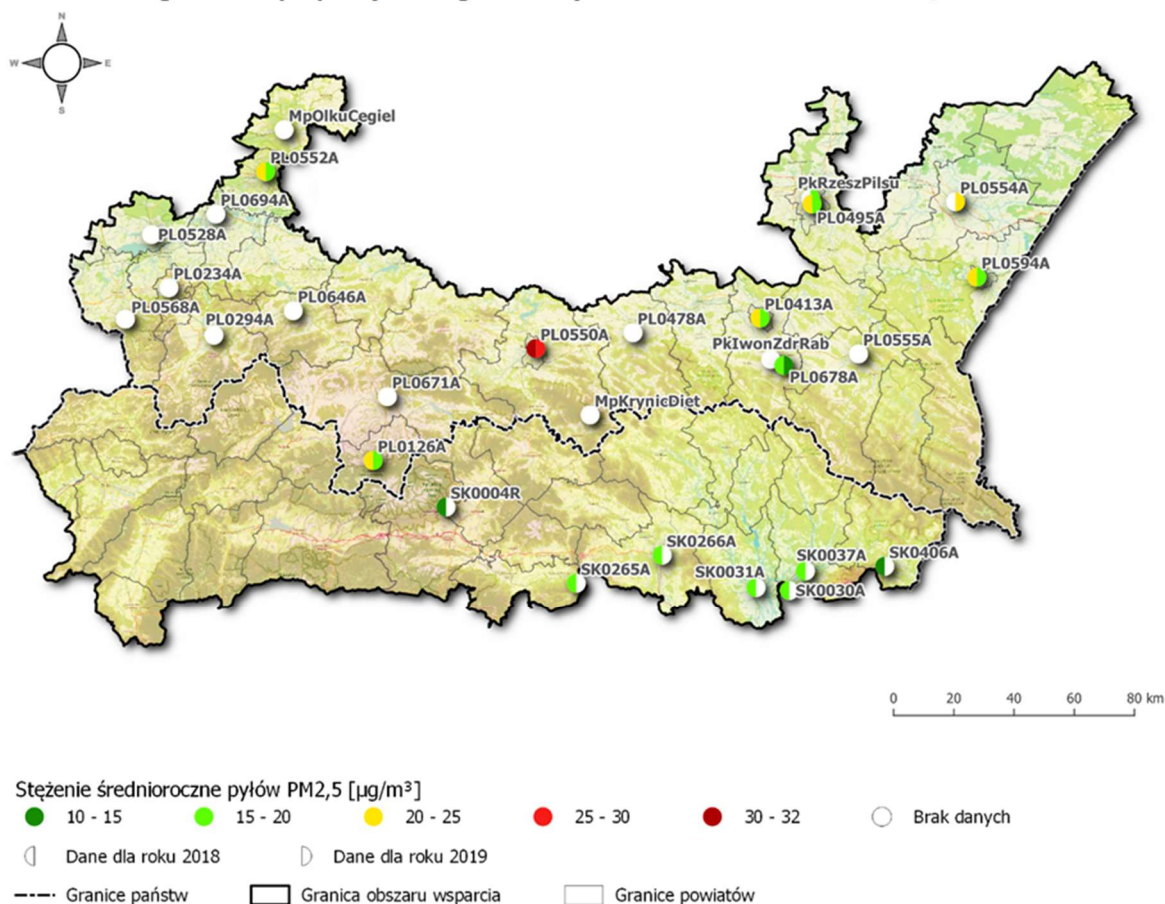 N
W E
S
MpOlkuCegiel
PL0552A
PL0694A
PL0528A
PL0234A
PL0568A
PL0646A
PL0294A
PkRzeszPilsu
PL0495A
PL0554A
PL0594A
PL0413A
PL0550A
PL0478A
PkIwonZdrRab
PL0555A
PL0678A
PL0671A
MpKrynicDiet
PL0126A
SK0004R
SK0266A
SK0037A
SK0406A
SK0265A
SK0031A
SK0030A
0 20 40 60 80 km
Stężenie średnioroczne pyłów PM2,5 [µg/m³]
10 - 15 15 - 20 20 - 25 25 - 30 30 - 32 Brak danych
Dane dla roku 2018 Dane dla roku 2019
Granice państw Granica obszaru wsparcia Granice powiatów